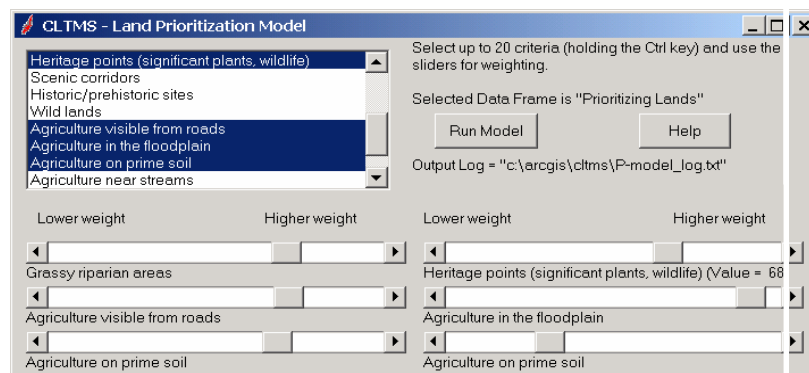 CLTMS - Land Prioritization Model
Heritage points (significant plants, wildlife)
Scenic corridors
Historic/prehistoric sites
Wild lands
Agriculture visible from roads
Agriculture in the floodplain
Agriculture on prime soil
Agriculture near streams
Select up to 20 criteria (holding the Ctrl key) and use the
sliders for weighting.
Selected Data Frame is "Prioritizing Lands"
Run Model Help
Output Log = "c:\arcgis\cltms\P-model_log.txt"
Lower weight Higher weight Lower weight Higher weight
Grassy riparian areas Heritage points (significant plants, wildlife) (Value = 68
Agriculture visible from roads Agriculture in the floodplain
Agriculture on prime soil Agriculture on prime soil